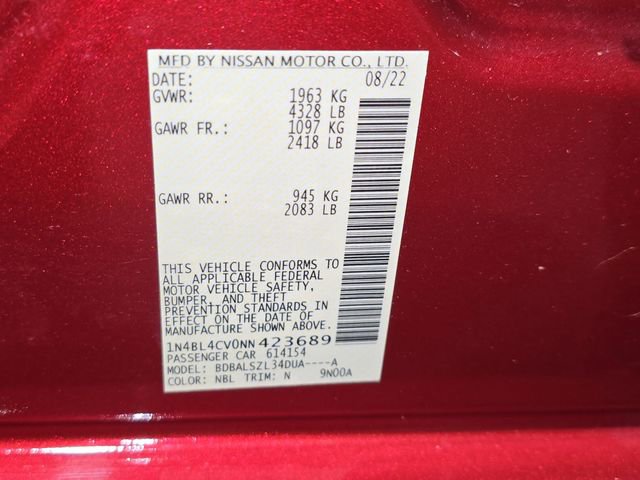 MFD BY NISSAN MOTOR CO., LTD.
DATE: 08/22
GVWR: 1963 KG
4328 LB
GAWR FR.: 1097 KG
2418 LB
GAWR RR.: 945 KG
2083 LB
THIS VEHICLE CONFORMS TO
ALL APPLICABLE FEDERAL
MOTOR VEHICLE SAFETY,
BUMPER, AND THEFT
PREVENTION STANDARDS IN
EFFECT ON THE DATE OF
MANUFACTURE SHOWN ABOVE.
1N4BL4CV0NN 423689
PASSENGER CAR 614154
MODEL: BDBALSZL34DUA----A
COLOR: NBL TRIM: N 9N00A